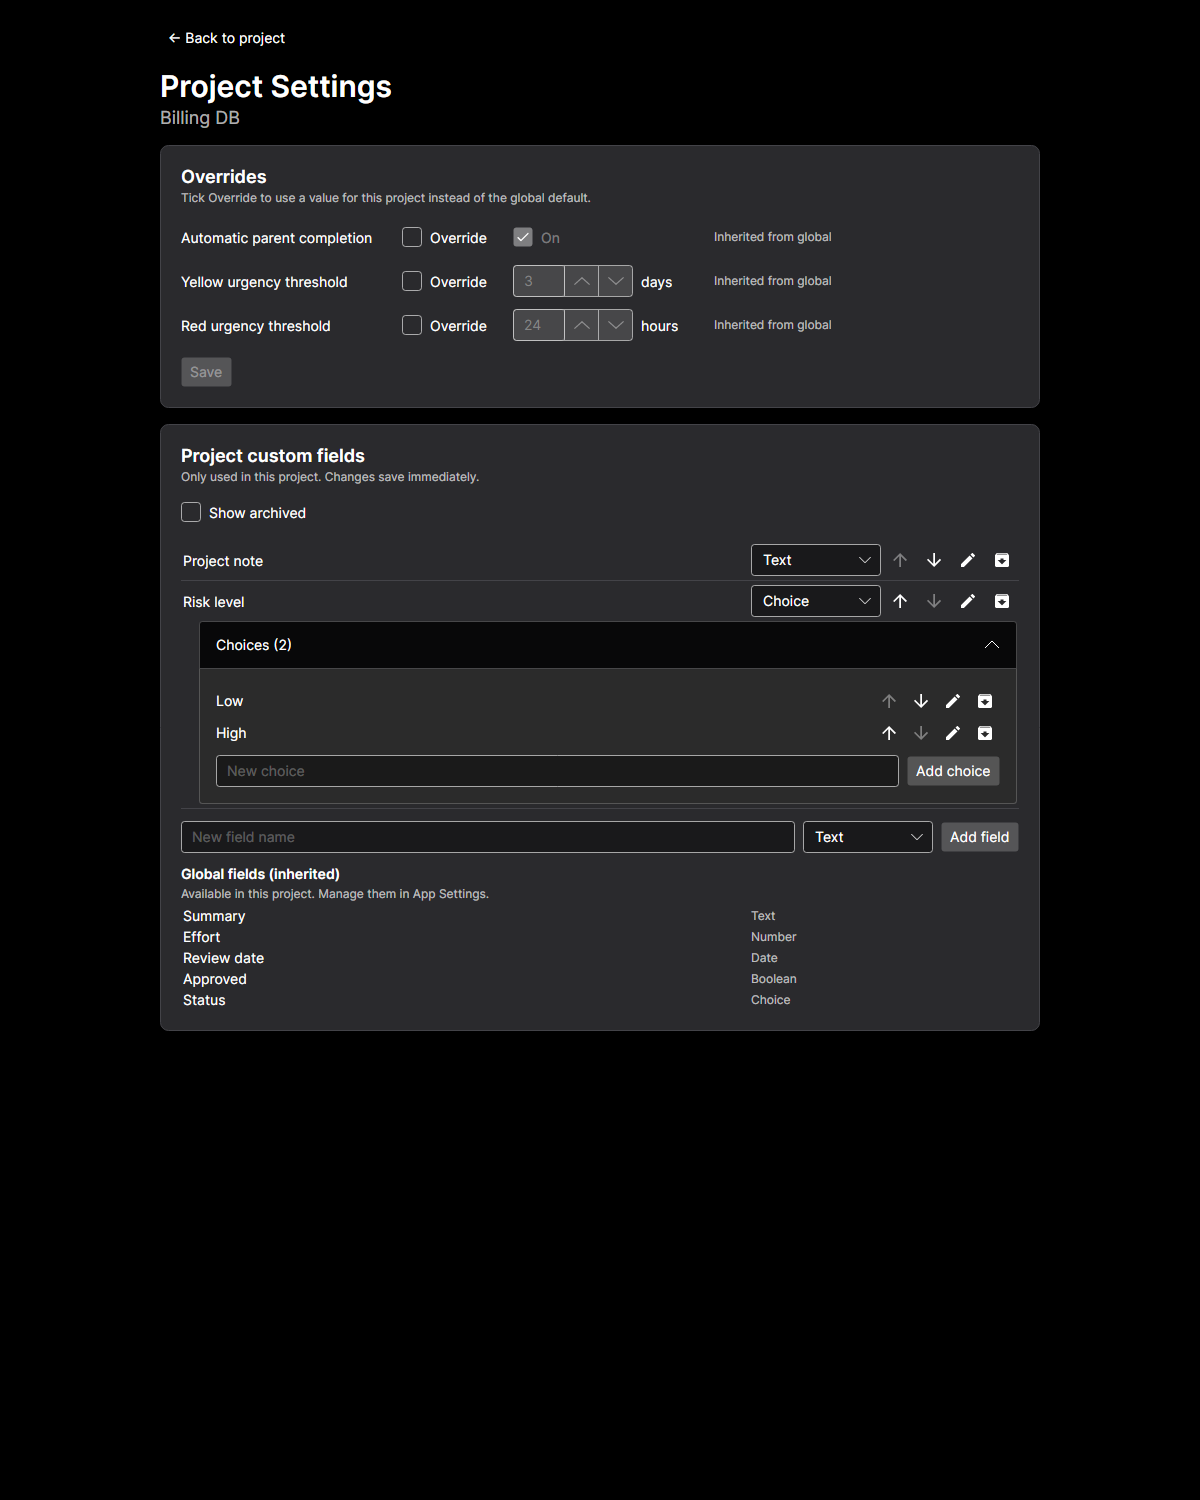 ← Back to project
Project Settings
Billing DB
Overrides
Tick Override to use a value for this project instead of the global default.
Automatic parent completion Override On Inherited from global
Yellow urgency threshold Override 3 days Inherited from global
Red urgency threshold Override 24 hours Inherited from global
Save
Project custom fields
Only used in this project. Changes save immediately.
Show archived
Project note Text
Risk level Choice
Choices (2)
Low
High
New choice Add choice
New field name Text Add field
Global fields (inherited)
Available in this project. Manage them in App Settings.
Summary Text
Effort Number
Review date Date
Approved Boolean
Status Choice